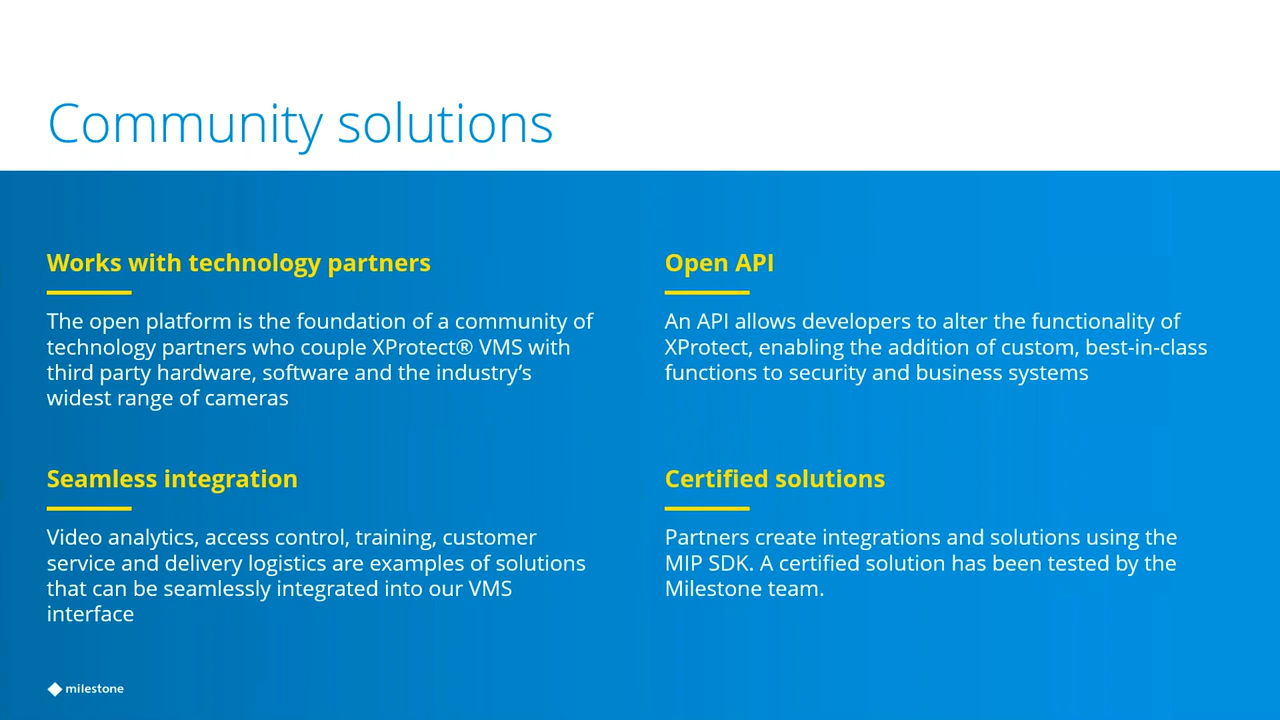 Community solutions
Works with technology partners
The open platform is the foundation of a community of
technology partners who couple XProtect® VMS with
third party hardware, software and the industry’s
widest range of cameras
Open API
An API allows developers to alter the functionality of
XProtect, enabling the addition of custom, best-in-class
functions to security and business systems
Seamless integration
Video analytics, access control, training, customer
service and delivery logistics are examples of solutions
that can be seamlessly integrated into our VMS
interface
Certified solutions
Partners create integrations and solutions using the
MIP SDK. A certified solution has been tested by the
Milestone team.
milestone